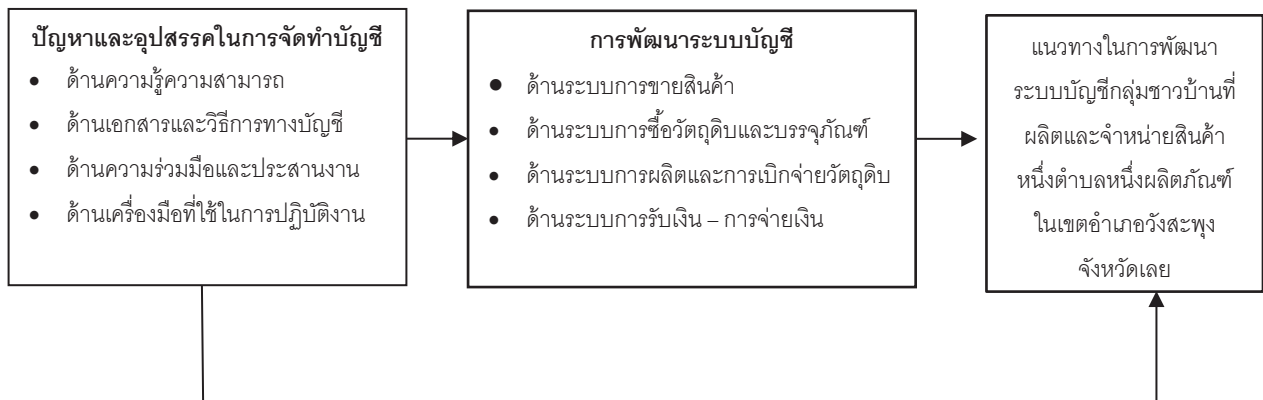 ปัญหาและอุปสรรคในการจัดทำบัญชี
• ด้านความรู้ความสามารถ
• ด้านเอกสารและวิธีการทางบัญชี
• ด้านความร่วมมือและประสานงาน
• ด้านเครื่องมือที่ใช้ในการปฏิบัติงาน
การพัฒนาระบบบัญชี
• ด้านระบบการขายสินค้า
• ด้านระบบการซื้อวัตถุดิบและบรรจุภัณฑ์
• ด้านระบบการผลิตและการเบิกจ่ายวัตถุดิบ
• ด้านระบบการรับเงิน – การจ่ายเงิน
แนวทางในการพัฒนา
ระบบบัญชีกลุ่มชาวบ้านที่
ผลิตและจำหน่ายสินค้า
หนึ่งตำบลหนึ่งผลิตภัณฑ์
ในเขตอำเภอวังสะพุง
จังหวัดเลย